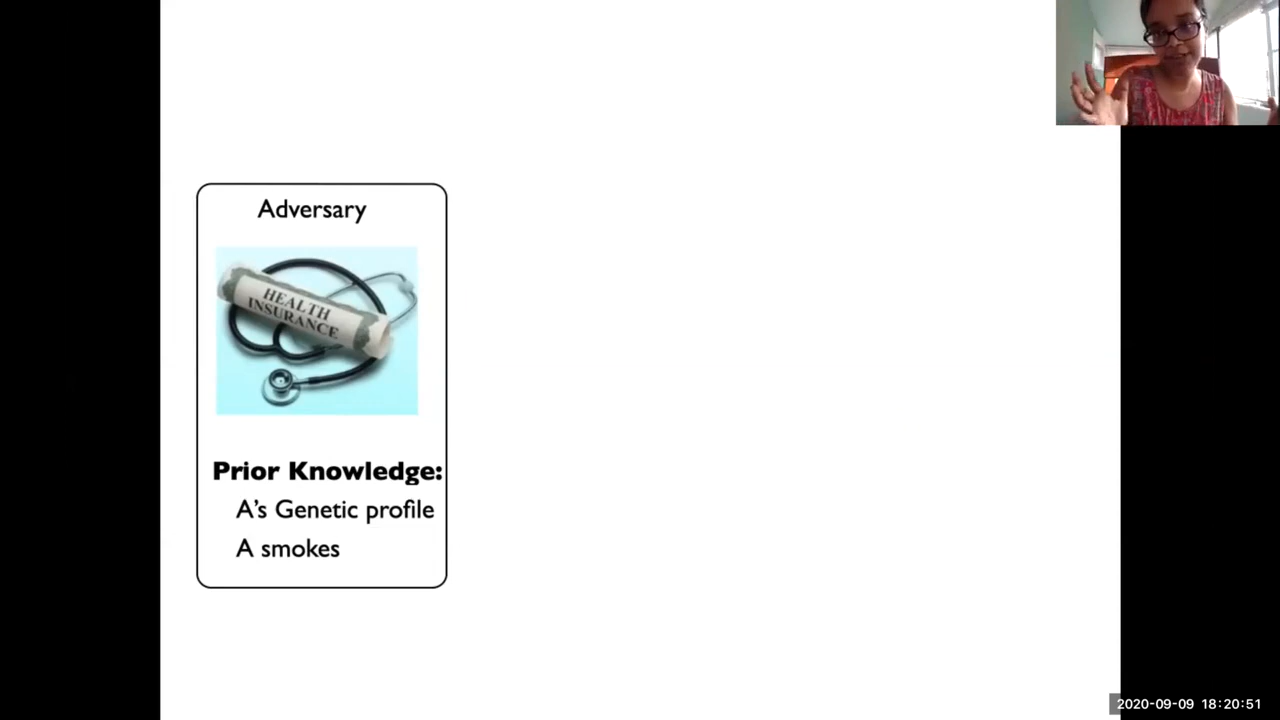 Adversary
HEALTH
INSURANCE
Prior Knowledge:
A's Genetic profile
A smokes
2020-09-09 18:20:51